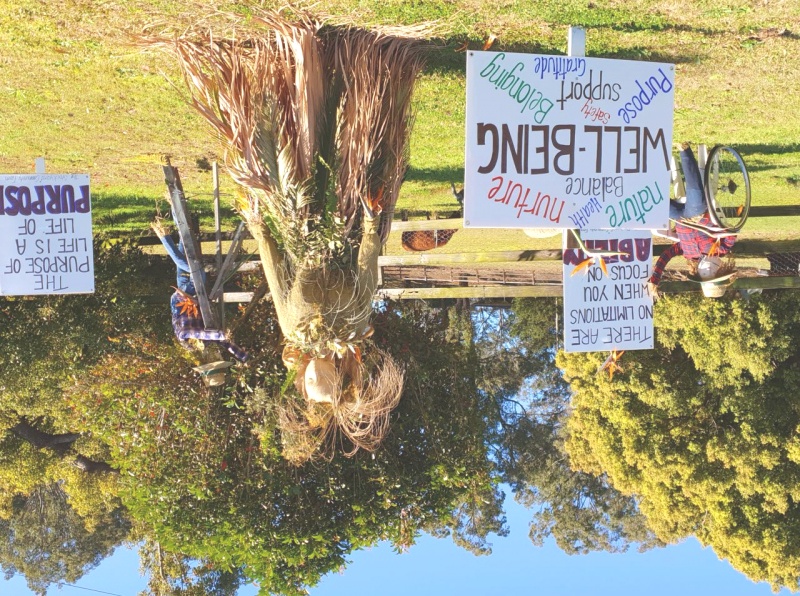 THERE ARE
NO LIMITATIONS
WHEN YOU
FOCUS ON
ABILITY
nature Health nurture
Balance
WELL-BEING
Purpose Safety Belonging
support
Gratitude
THE
PURPOSE OF
LIFE IS A
LIFE OF
PURPOSE